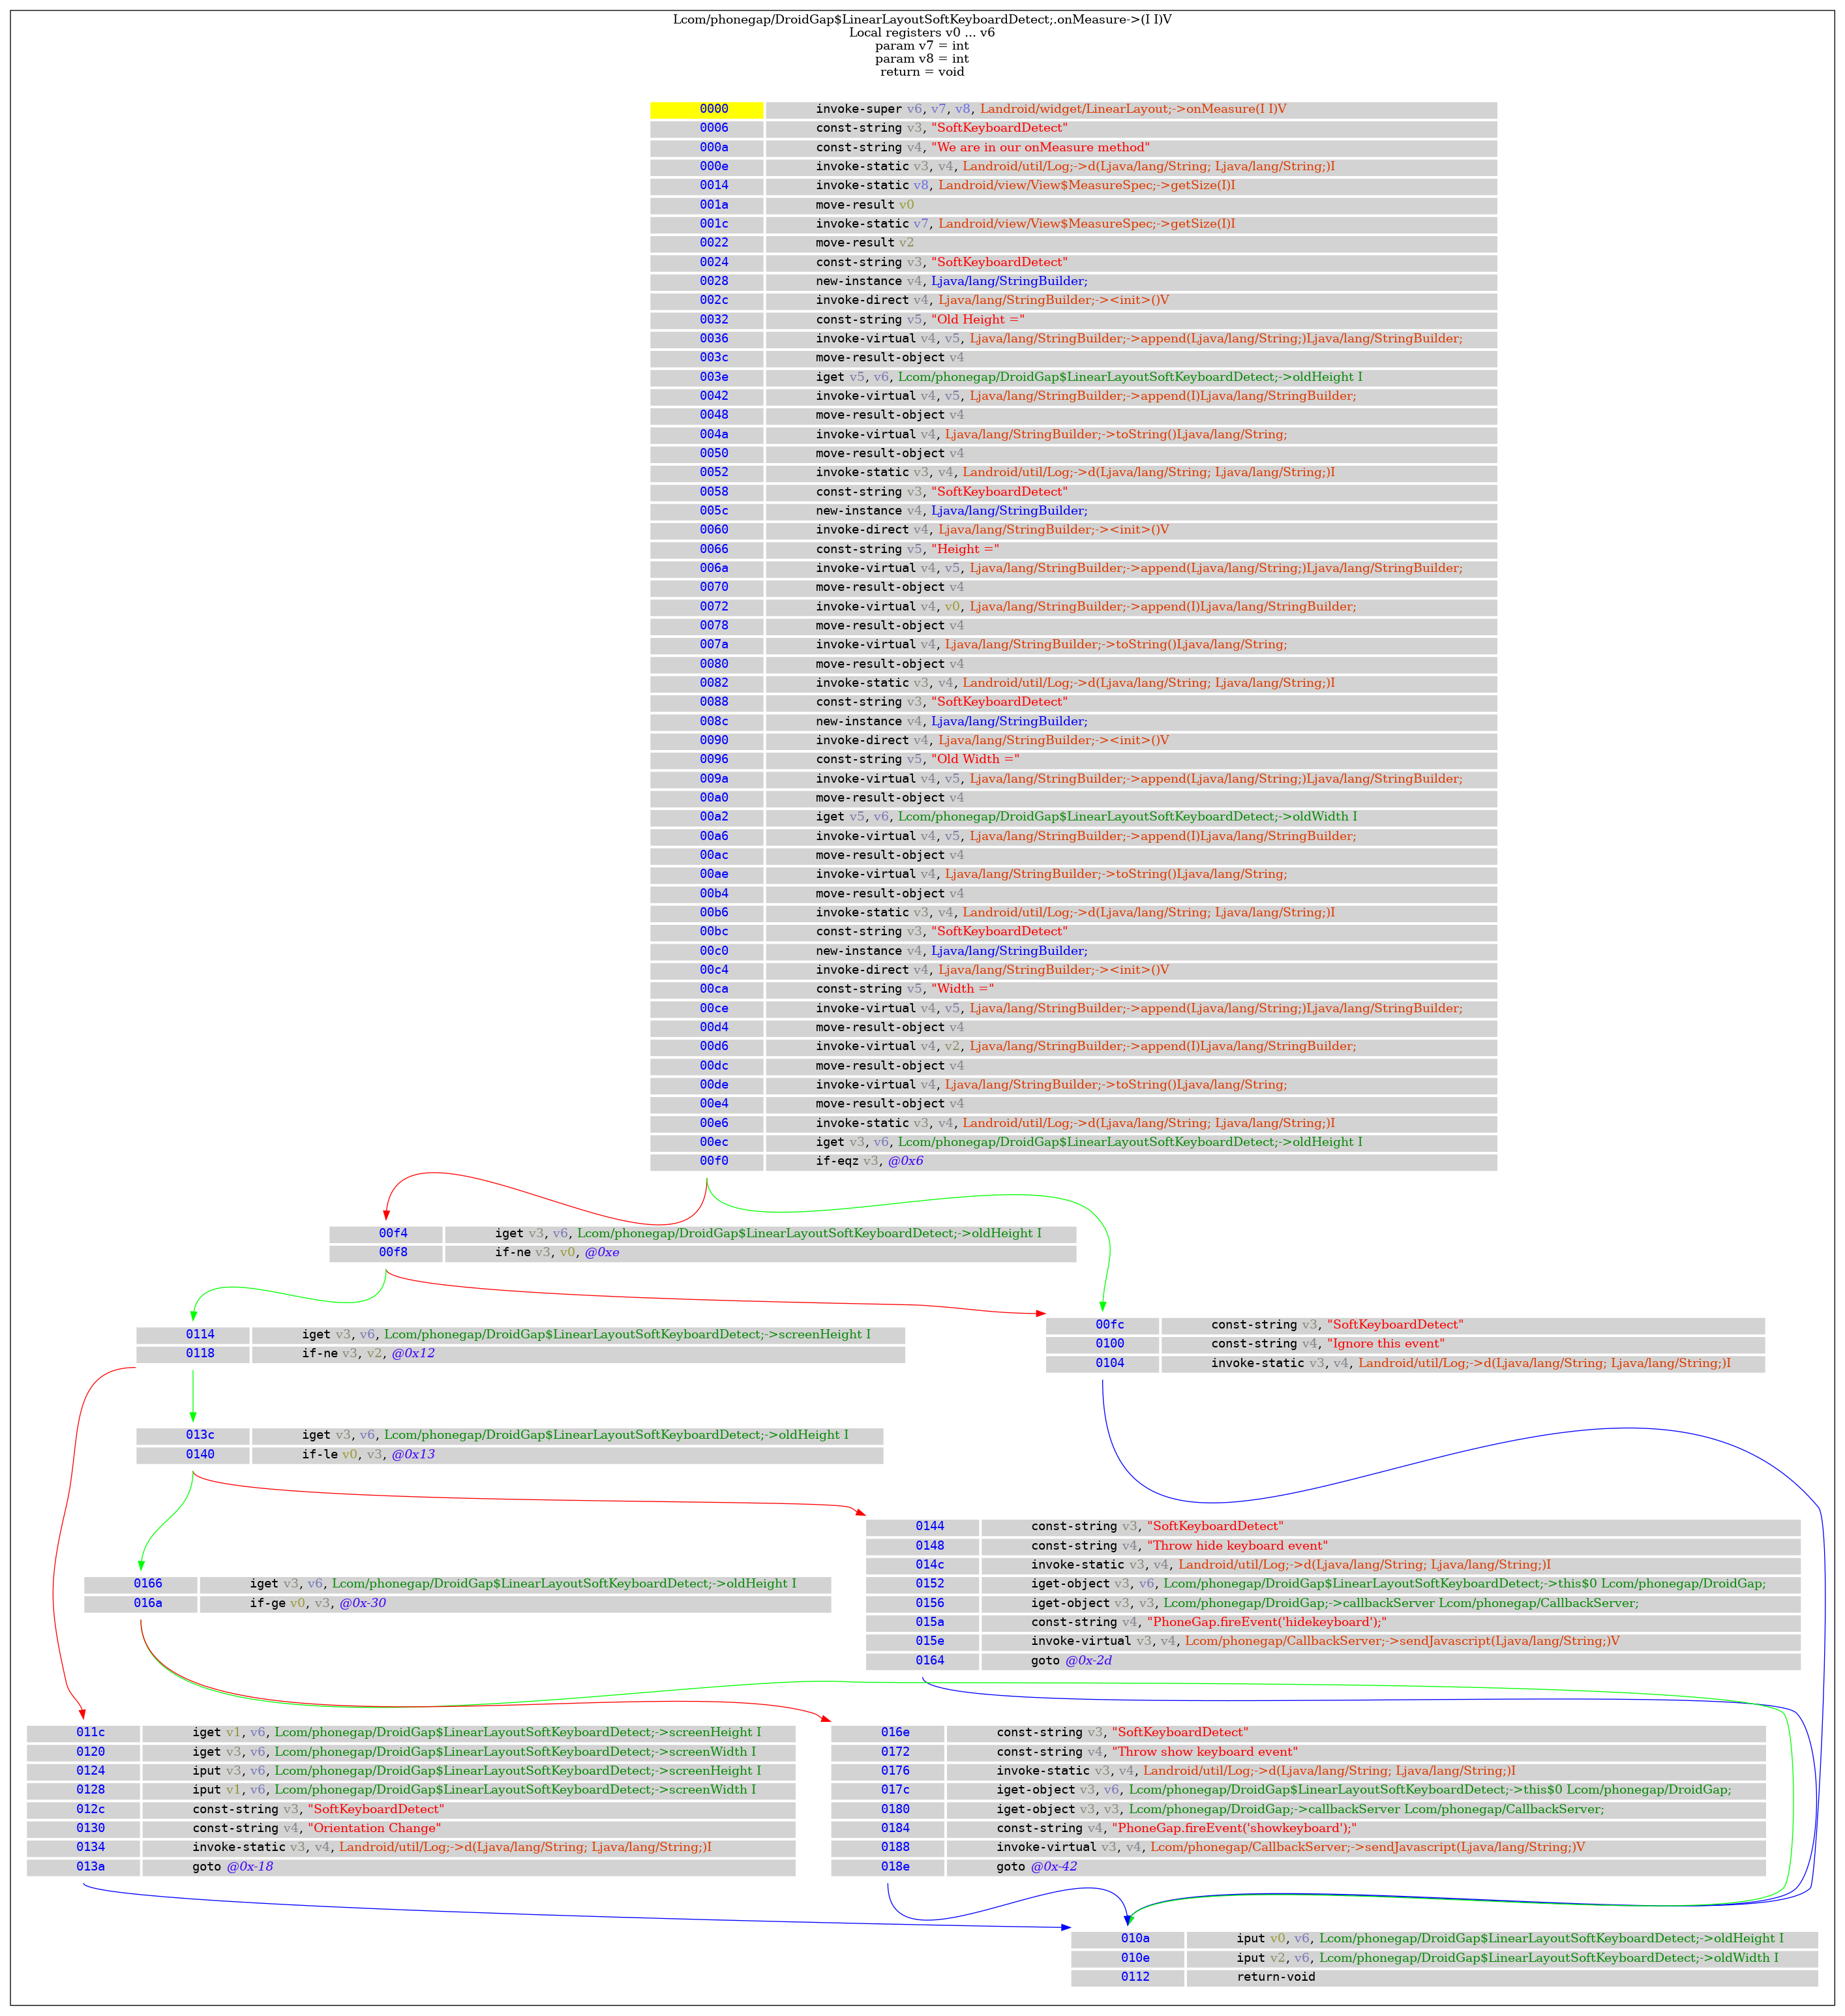 Lcom/phonegap/DroidGap$LinearLayoutSoftKeyboardDetect;.onMeasure->(I I)V
Local registers v0 ... v6
param v7 = int
param v8 = int
return = void
0000 invoke-super v6, v7, v8, Landroid/widget/LinearLayout;->onMeasure(I I)V
0006 const-string v3, "SoftKeyboardDetect"
000a const-string v4, "We are in our onMeasure method"
000e invoke-static v3, v4, Landroid/util/Log;->d(Ljava/lang/String; Ljava/lang/String;)I
0014 invoke-static v8, Landroid/view/View$MeasureSpec;->getSize(I)I
001a move-result v0
001c invoke-static v7, Landroid/view/View$MeasureSpec;->getSize(I)I
0022 move-result v2
0024 const-string v3, "SoftKeyboardDetect"
0028 new-instance v4, Ljava/lang/StringBuilder;
002c invoke-direct v4, Ljava/lang/StringBuilder;-><init>()V
0032 const-string v5, "Old Height ="
0036 invoke-virtual v4, v5, Ljava/lang/StringBuilder;->append(Ljava/lang/String;)Ljava/lang/StringBuilder;
003c move-result-object v4
003e iget v5, v6, Lcom/phonegap/DroidGap$LinearLayoutSoftKeyboardDetect;->oldHeight I
0042 invoke-virtual v4, v5, Ljava/lang/StringBuilder;->append(I)Ljava/lang/StringBuilder;
0048 move-result-object v4
004a invoke-virtual v4, Ljava/lang/StringBuilder;->toString()Ljava/lang/String;
0050 move-result-object v4
0052 invoke-static v3, v4, Landroid/util/Log;->d(Ljava/lang/String; Ljava/lang/String;)I
0058 const-string v3, "SoftKeyboardDetect"
005c new-instance v4, Ljava/lang/StringBuilder;
0060 invoke-direct v4, Ljava/lang/StringBuilder;-><init>()V
0066 const-string v5, "Height ="
006a invoke-virtual v4, v5, Ljava/lang/StringBuilder;->append(Ljava/lang/String;)Ljava/lang/StringBuilder;
0070 move-result-object v4
0072 invoke-virtual v4, v0, Ljava/lang/StringBuilder;->append(I)Ljava/lang/StringBuilder;
0078 move-result-object v4
007a invoke-virtual v4, Ljava/lang/StringBuilder;->toString()Ljava/lang/String;
0080 move-result-object v4
0082 invoke-static v3, v4, Landroid/util/Log;->d(Ljava/lang/String; Ljava/lang/String;)I
0088 const-string v3, "SoftKeyboardDetect"
008c new-instance v4, Ljava/lang/StringBuilder;
0090 invoke-direct v4, Ljava/lang/StringBuilder;-><init>()V
0096 const-string v5, "Old Width ="
009a invoke-virtual v4, v5, Ljava/lang/StringBuilder;->append(Ljava/lang/String;)Ljava/lang/StringBuilder;
00a0 move-result-object v4
00a2 iget v5, v6, Lcom/phonegap/DroidGap$LinearLayoutSoftKeyboardDetect;->oldWidth I
00a6 invoke-virtual v4, v5, Ljava/lang/StringBuilder;->append(I)Ljava/lang/StringBuilder;
00ac move-result-object v4
00ae invoke-virtual v4, Ljava/lang/StringBuilder;->toString()Ljava/lang/String;
00b4 move-result-object v4
00b6 invoke-static v3, v4, Landroid/util/Log;->d(Ljava/lang/String; Ljava/lang/String;)I
00bc const-string v3, "SoftKeyboardDetect"
00c0 new-instance v4, Ljava/lang/StringBuilder;
00c4 invoke-direct v4, Ljava/lang/StringBuilder;-><init>()V
00ca const-string v5, "Width ="
00ce invoke-virtual v4, v5, Ljava/lang/StringBuilder;->append(Ljava/lang/String;)Ljava/lang/StringBuilder;
00d4 move-result-object v4
00d6 invoke-virtual v4, v2, Ljava/lang/StringBuilder;->append(I)Ljava/lang/StringBuilder;
00dc move-result-object v4
00de invoke-virtual v4, Ljava/lang/StringBuilder;->toString()Ljava/lang/String;
00e4 move-result-object v4
00e6 invoke-static v3, v4, Landroid/util/Log;->d(Ljava/lang/String; Ljava/lang/String;)I
00ec iget v3, v6, Lcom/phonegap/DroidGap$LinearLayoutSoftKeyboardDetect;->oldHeight I
00f0 if-eqz v3, @0x6
00f4 iget v3, v6, Lcom/phonegap/DroidGap$LinearLayoutSoftKeyboardDetect;->oldHeight I
00f8 if-ne v3, v0, @0xe
0114 iget v3, v6, Lcom/phonegap/DroidGap$LinearLayoutSoftKeyboardDetect;->screenHeight I
0118 if-ne v3, v2, @0x12
00fc const-string v3, "SoftKeyboardDetect"
0100 const-string v4, "Ignore this event"
0104 invoke-static v3, v4, Landroid/util/Log;->d(Ljava/lang/String; Ljava/lang/String;)I
013c iget v3, v6, Lcom/phonegap/DroidGap$LinearLayoutSoftKeyboardDetect;->oldHeight I
0140 if-le v0, v3, @0x13
0144 const-string v3, "SoftKeyboardDetect"
0148 const-string v4, "Throw hide keyboard event"
014c invoke-static v3, v4, Landroid/util/Log;->d(Ljava/lang/String; Ljava/lang/String;)I
0152 iget-object v3, v6, Lcom/phonegap/DroidGap$LinearLayoutSoftKeyboardDetect;->this$0 Lcom/phonegap/DroidGap;
0156 iget-object v3, v3, Lcom/phonegap/DroidGap;->callbackServer Lcom/phonegap/CallbackServer;
015a const-string v4, "PhoneGap.fireEvent('hidekeyboard');"
015e invoke-virtual v3, v4, Lcom/phonegap/CallbackServer;->sendJavascript(Ljava/lang/String;)V
0164 goto @0x-2d
0166 iget v3, v6, Lcom/phonegap/DroidGap$LinearLayoutSoftKeyboardDetect;->oldHeight I
016a if-ge v0, v3, @0x-30
011c iget v1, v6, Lcom/phonegap/DroidGap$LinearLayoutSoftKeyboardDetect;->screenHeight I
0120 iget v3, v6, Lcom/phonegap/DroidGap$LinearLayoutSoftKeyboardDetect;->screenWidth I
0124 iput v3, v6, Lcom/phonegap/DroidGap$LinearLayoutSoftKeyboardDetect;->screenHeight I
0128 iput v1, v6, Lcom/phonegap/DroidGap$LinearLayoutSoftKeyboardDetect;->screenWidth I
012c const-string v3, "SoftKeyboardDetect"
0130 const-string v4, "Orientation Change"
0134 invoke-static v3, v4, Landroid/util/Log;->d(Ljava/lang/String; Ljava/lang/String;)I
013a goto @0x-18
016e const-string v3, "SoftKeyboardDetect"
0172 const-string v4, "Throw show keyboard event"
0176 invoke-static v3, v4, Landroid/util/Log;->d(Ljava/lang/String; Ljava/lang/String;)I
017c iget-object v3, v6, Lcom/phonegap/DroidGap$LinearLayoutSoftKeyboardDetect;->this$0 Lcom/phonegap/DroidGap;
0180 iget-object v3, v3, Lcom/phonegap/DroidGap;->callbackServer Lcom/phonegap/CallbackServer;
0184 const-string v4, "PhoneGap.fireEvent('showkeyboard');"
0188 invoke-virtual v3, v4, Lcom/phonegap/CallbackServer;->sendJavascript(Ljava/lang/String;)V
018e goto @0x-42
010a iput v0, v6, Lcom/phonegap/DroidGap$LinearLayoutSoftKeyboardDetect;->oldHeight I
010e iput v2, v6, Lcom/phonegap/DroidGap$LinearLayoutSoftKeyboardDetect;->oldWidth I
0112 return-void